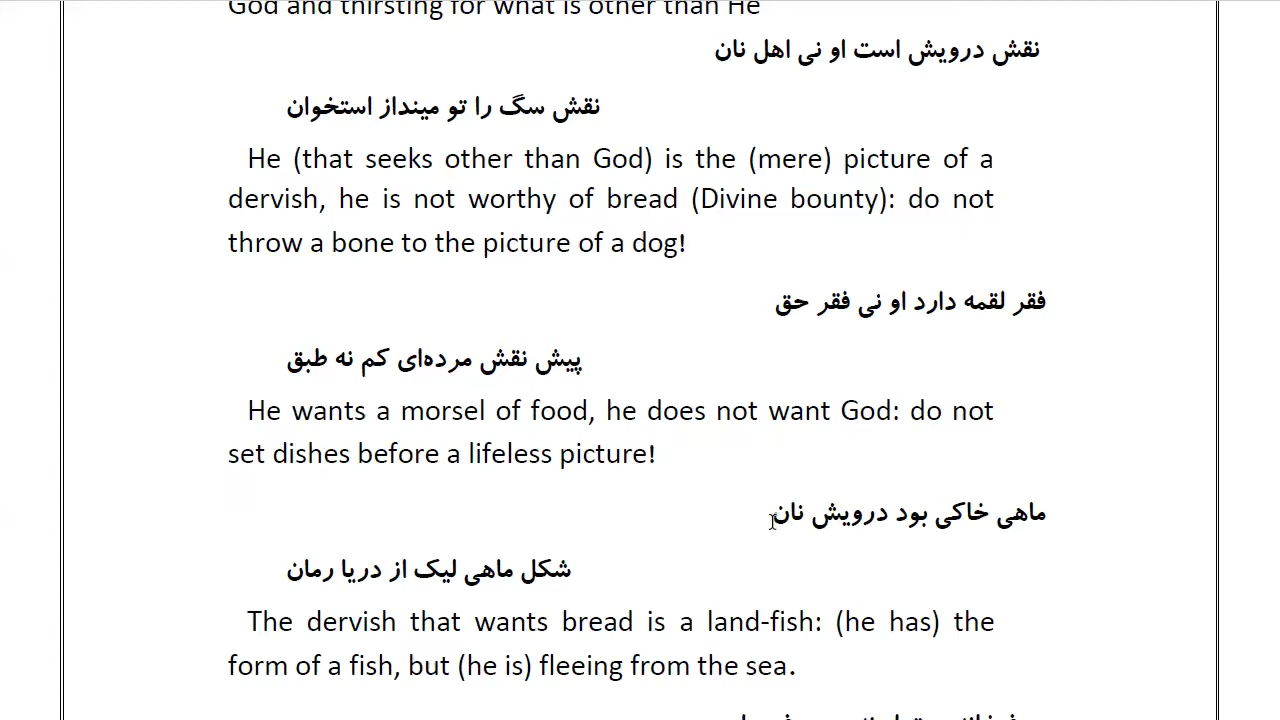 God and thirsting for what is other than He
نقش درویش است او نی اهل نان
نقش سگ را تو مینداز استخوان
He (that seeks other than God) is the (mere) picture of a
dervish, he is not worthy of bread (Divine bounty): do not
throw a bone to the picture of a dog!
فقر لقمه دارد او نی فقر حق
پیش نقش مرده‌ای کم نه طبق
He wants a morsel of food, he does not want God: do not
set dishes before a lifeless picture!
ماهی خاکی بود درویش نان
شکل ماهی لیک از دریا رمان
The dervish that wants bread is a land-fish: (he has) the
form of a fish, but (he is) fleeing from the sea.